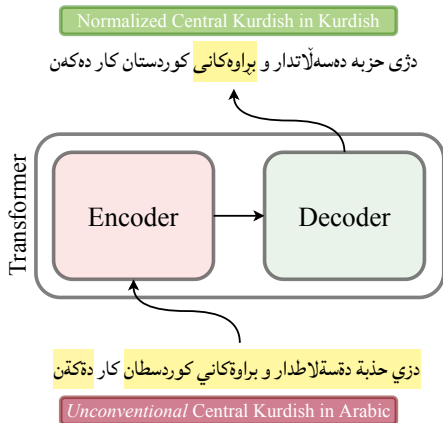 Normalized Central Kurdish in Kurdish
دژی حزبە دەسەڵاتدار و بڕاوەکانی کوردستان کار دەکەن
Transformer
Encoder
Decoder
دزي حذبة دةسةلاطدار و براوةكاني كوردسطان كار دةكةن
Unconventional Central Kurdish in Arabic